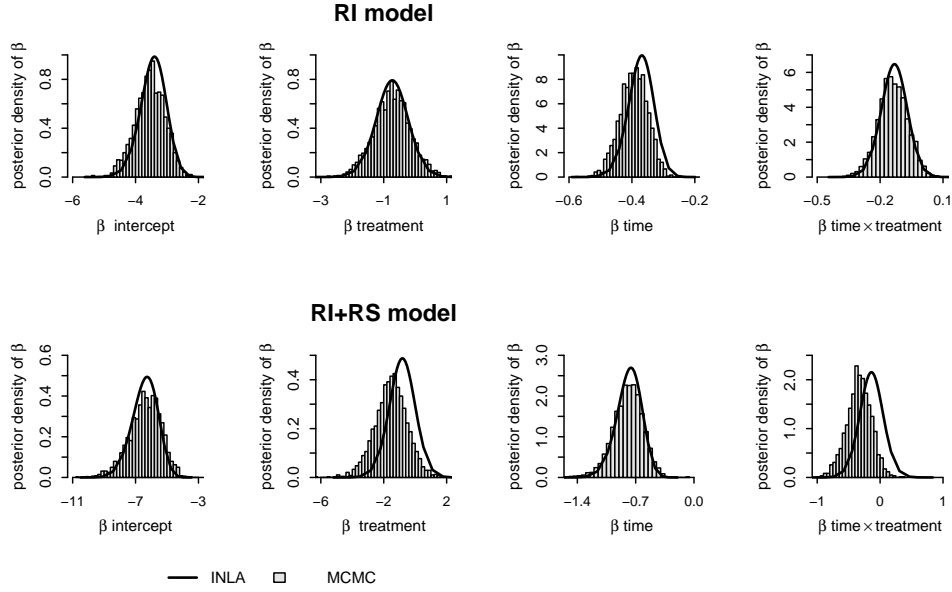 RI model
posterior density of β
0.0 0.4 0.8
−6 −4 −2
β intercept
posterior density of β
0.0 0.4 0.8
−3 −1 1
β treatment
posterior density of β
0 2 4 6 8
−0.6 −0.4 −0.2
β time
posterior density of β
0 2 4 6
−0.5 −0.2 0.1
β time × treatment
RI+RS model
posterior density of β
0.0 0.2 0.4 0.6
−11 −7 −3
β intercept
posterior density of β
0.0 0.2 0.4
−6 −4 −2 0 2
β treatment
posterior density of β
0.0 1.0 2.0 3.0
−1.4 −0.7 0.0
β time
posterior density of β
0.0 1.0 2.0
−1 0 1
β time × treatment
INLA MCMC